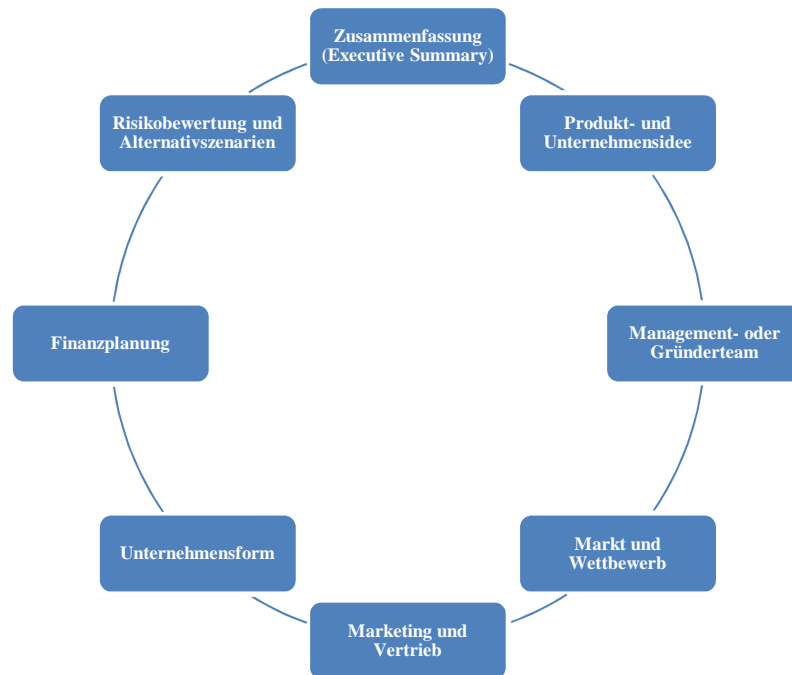 Zusammenfassung
(Executive Summary)
Produkt- und
Unternehmensidee
Management- oder
Gründerteam
Markt und
Wettbewerb
Marketing und
Vertrieb
Unternehmensform
Finanzplanung
Risikobewertung und
Alternativszenarien